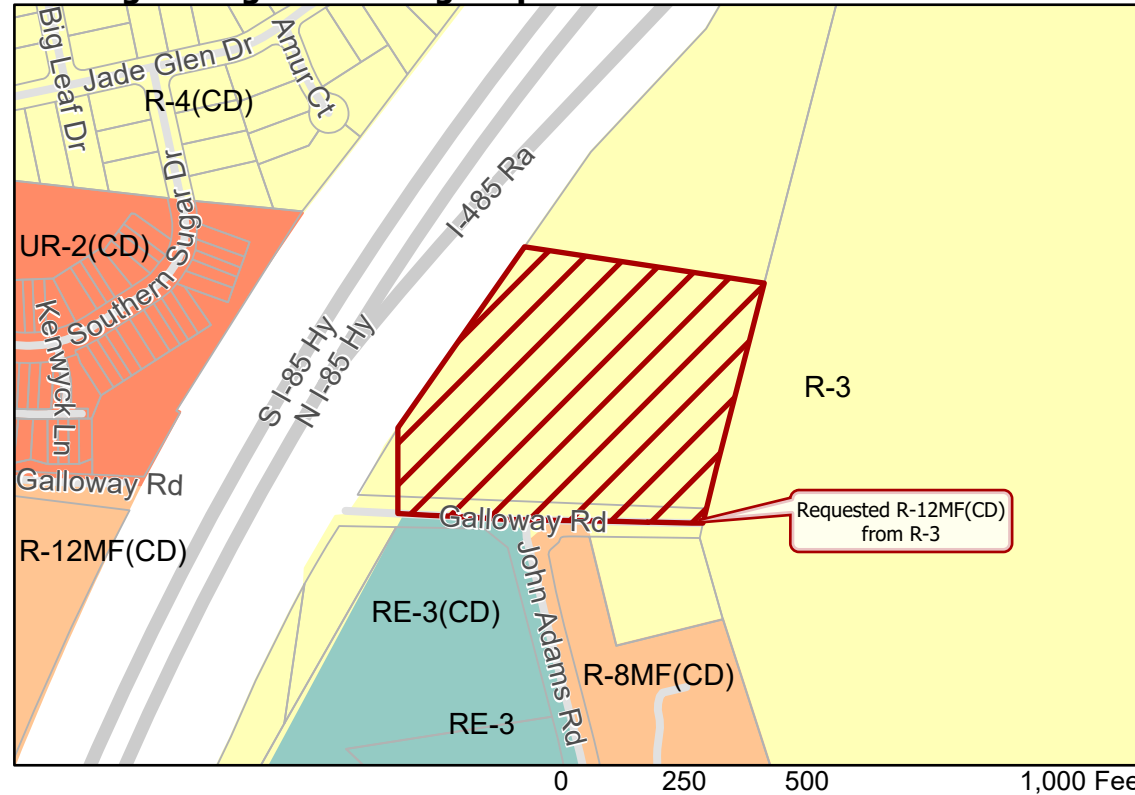 Big Leaf Dr
Jade Glen Dr
Amur Ct
R-4(CD)
Southern Sugar Dr
I-485 Ra
UR-2(CD)
Kenwyck Ln
S I-85 Hy
N I-85 Hy
R-3
Galloway Rd
Galloway Rd
Requested R-12MF(CD)
from R-3
R-12MF(CD)
John Adams Rd
RE-3(CD)
R-8MF(CD)
RE-3
0 250 500 1,000 Fee